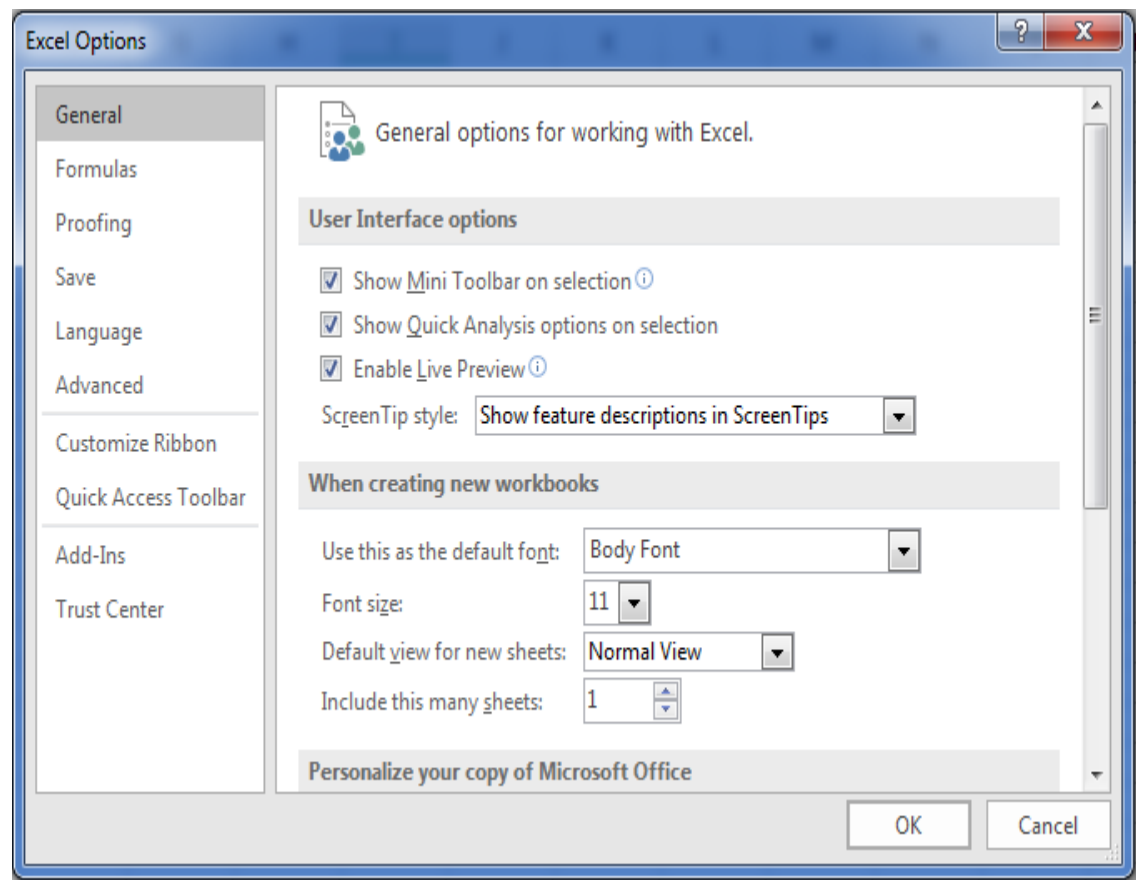 Excel Options
General
Formulas
Proofing
Save
Language
Advanced
Customize Ribbon
Quick Access Toolbar
Add-Ins
Trust Center
General options for working with Excel.
User Interface options
Show Mini Toolbar on selection
Show Quick Analysis options on selection
Enable Live Preview
ScreenTip style: Show feature descriptions in ScreenTips
When creating new workbooks
Use this as the default font: Body Font
Font size: 11
Default view for new sheets: Normal View
Include this many sheets: 1
Personalize your copy of Microsoft Office
OK Cancel